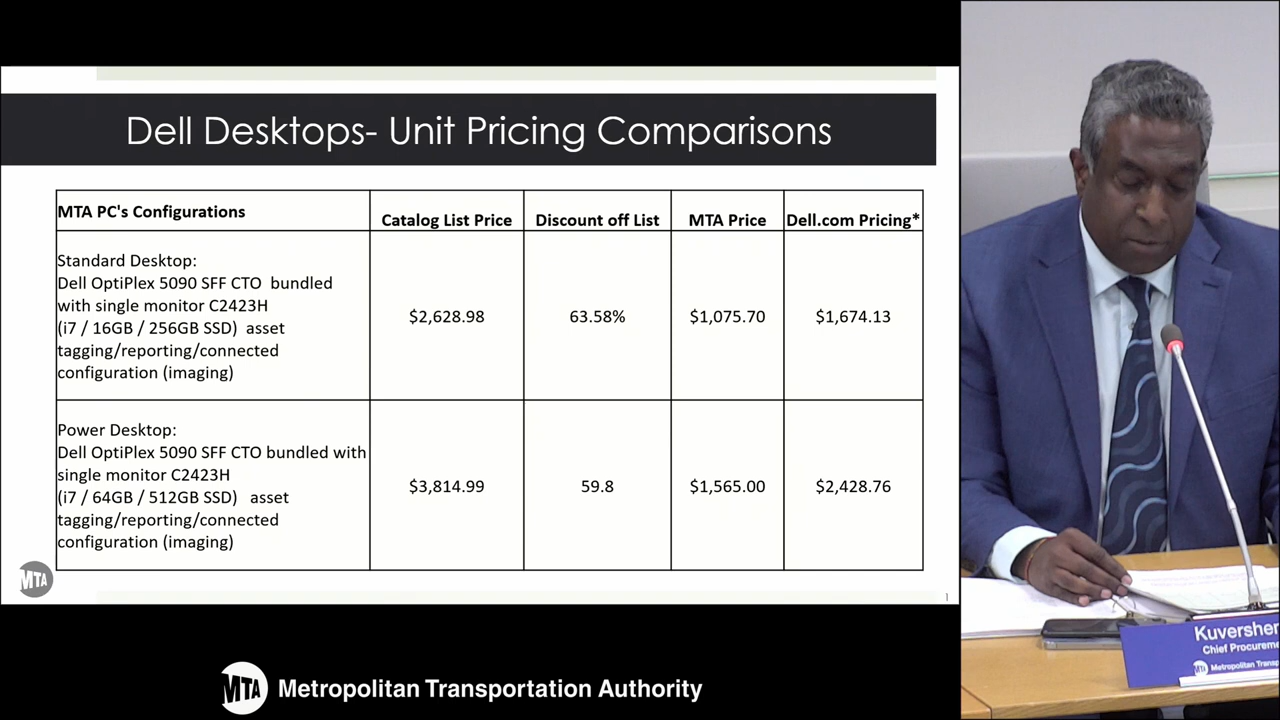 Dell Desktops- Unit Pricing Comparisons
MTA PC's Configurations
Catalog List Price
Discount off List
MTA Price
Dell.com Pricing*
Standard Desktop:
Dell OptiPlex 5090 SFF CTO bundled
with single monitor C2423H
(i7 / 16GB / 256GB SSD) asset
tagging/reporting/connected
configuration (imaging)
$2,628.98
63.58%
$1,075.70
$1,674.13
Power Desktop:
Dell OptiPlex 5090 SFF CTO bundled with
single monitor C2423H
(i7 / 64GB / 512GB SSD) asset
tagging/reporting/connected
configuration (imaging)
$3,814.99
59.8
$1,565.00
$2,428.76
MTA
1
MTA Metropolitan Transportation Authority
Kuversher
Chief Procureme
MTA Metropolitan Transp